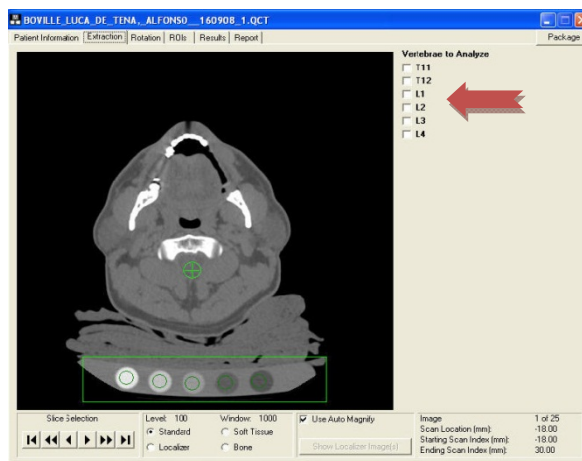 BOVILLE_LUCA_DE_TENA,_ALFONSO__160908_1.QCT
Patient Information Extraction Rotation ROIs Results Report Package
Vertebrae to Analyze
T11
T12
L1
L2
L3
L4
Slice Selection
Level: 100 Window: 1000
Standard Soft Tissue
Localizer Bone
Use Auto Magnify
Show Localizer Image(s)
Image 1 of 25
Scan Location (mm): -18.00
Starting Scan Index (mm): -18.00
Ending Scan Index (mm): 30.00